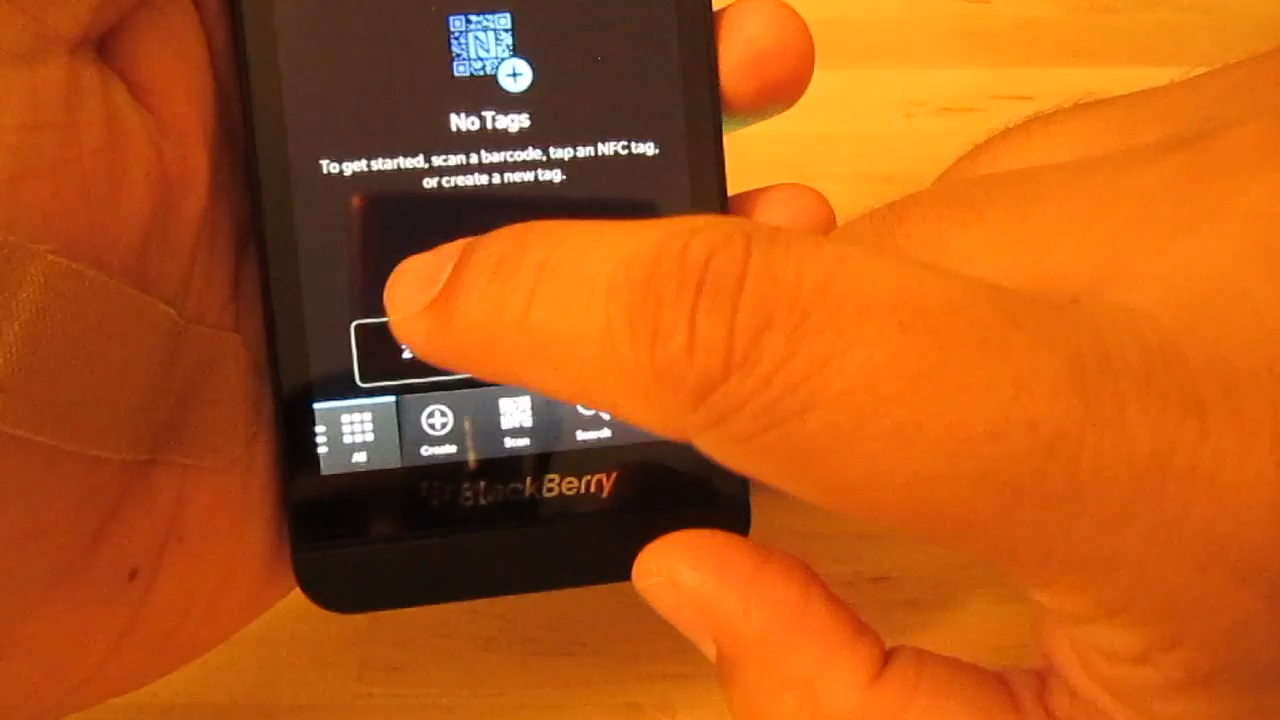 No Tags
To get started, scan a barcode, tap an NFC tag,
or create a new tag.
All
Create
Scan
Search
BlackBerry